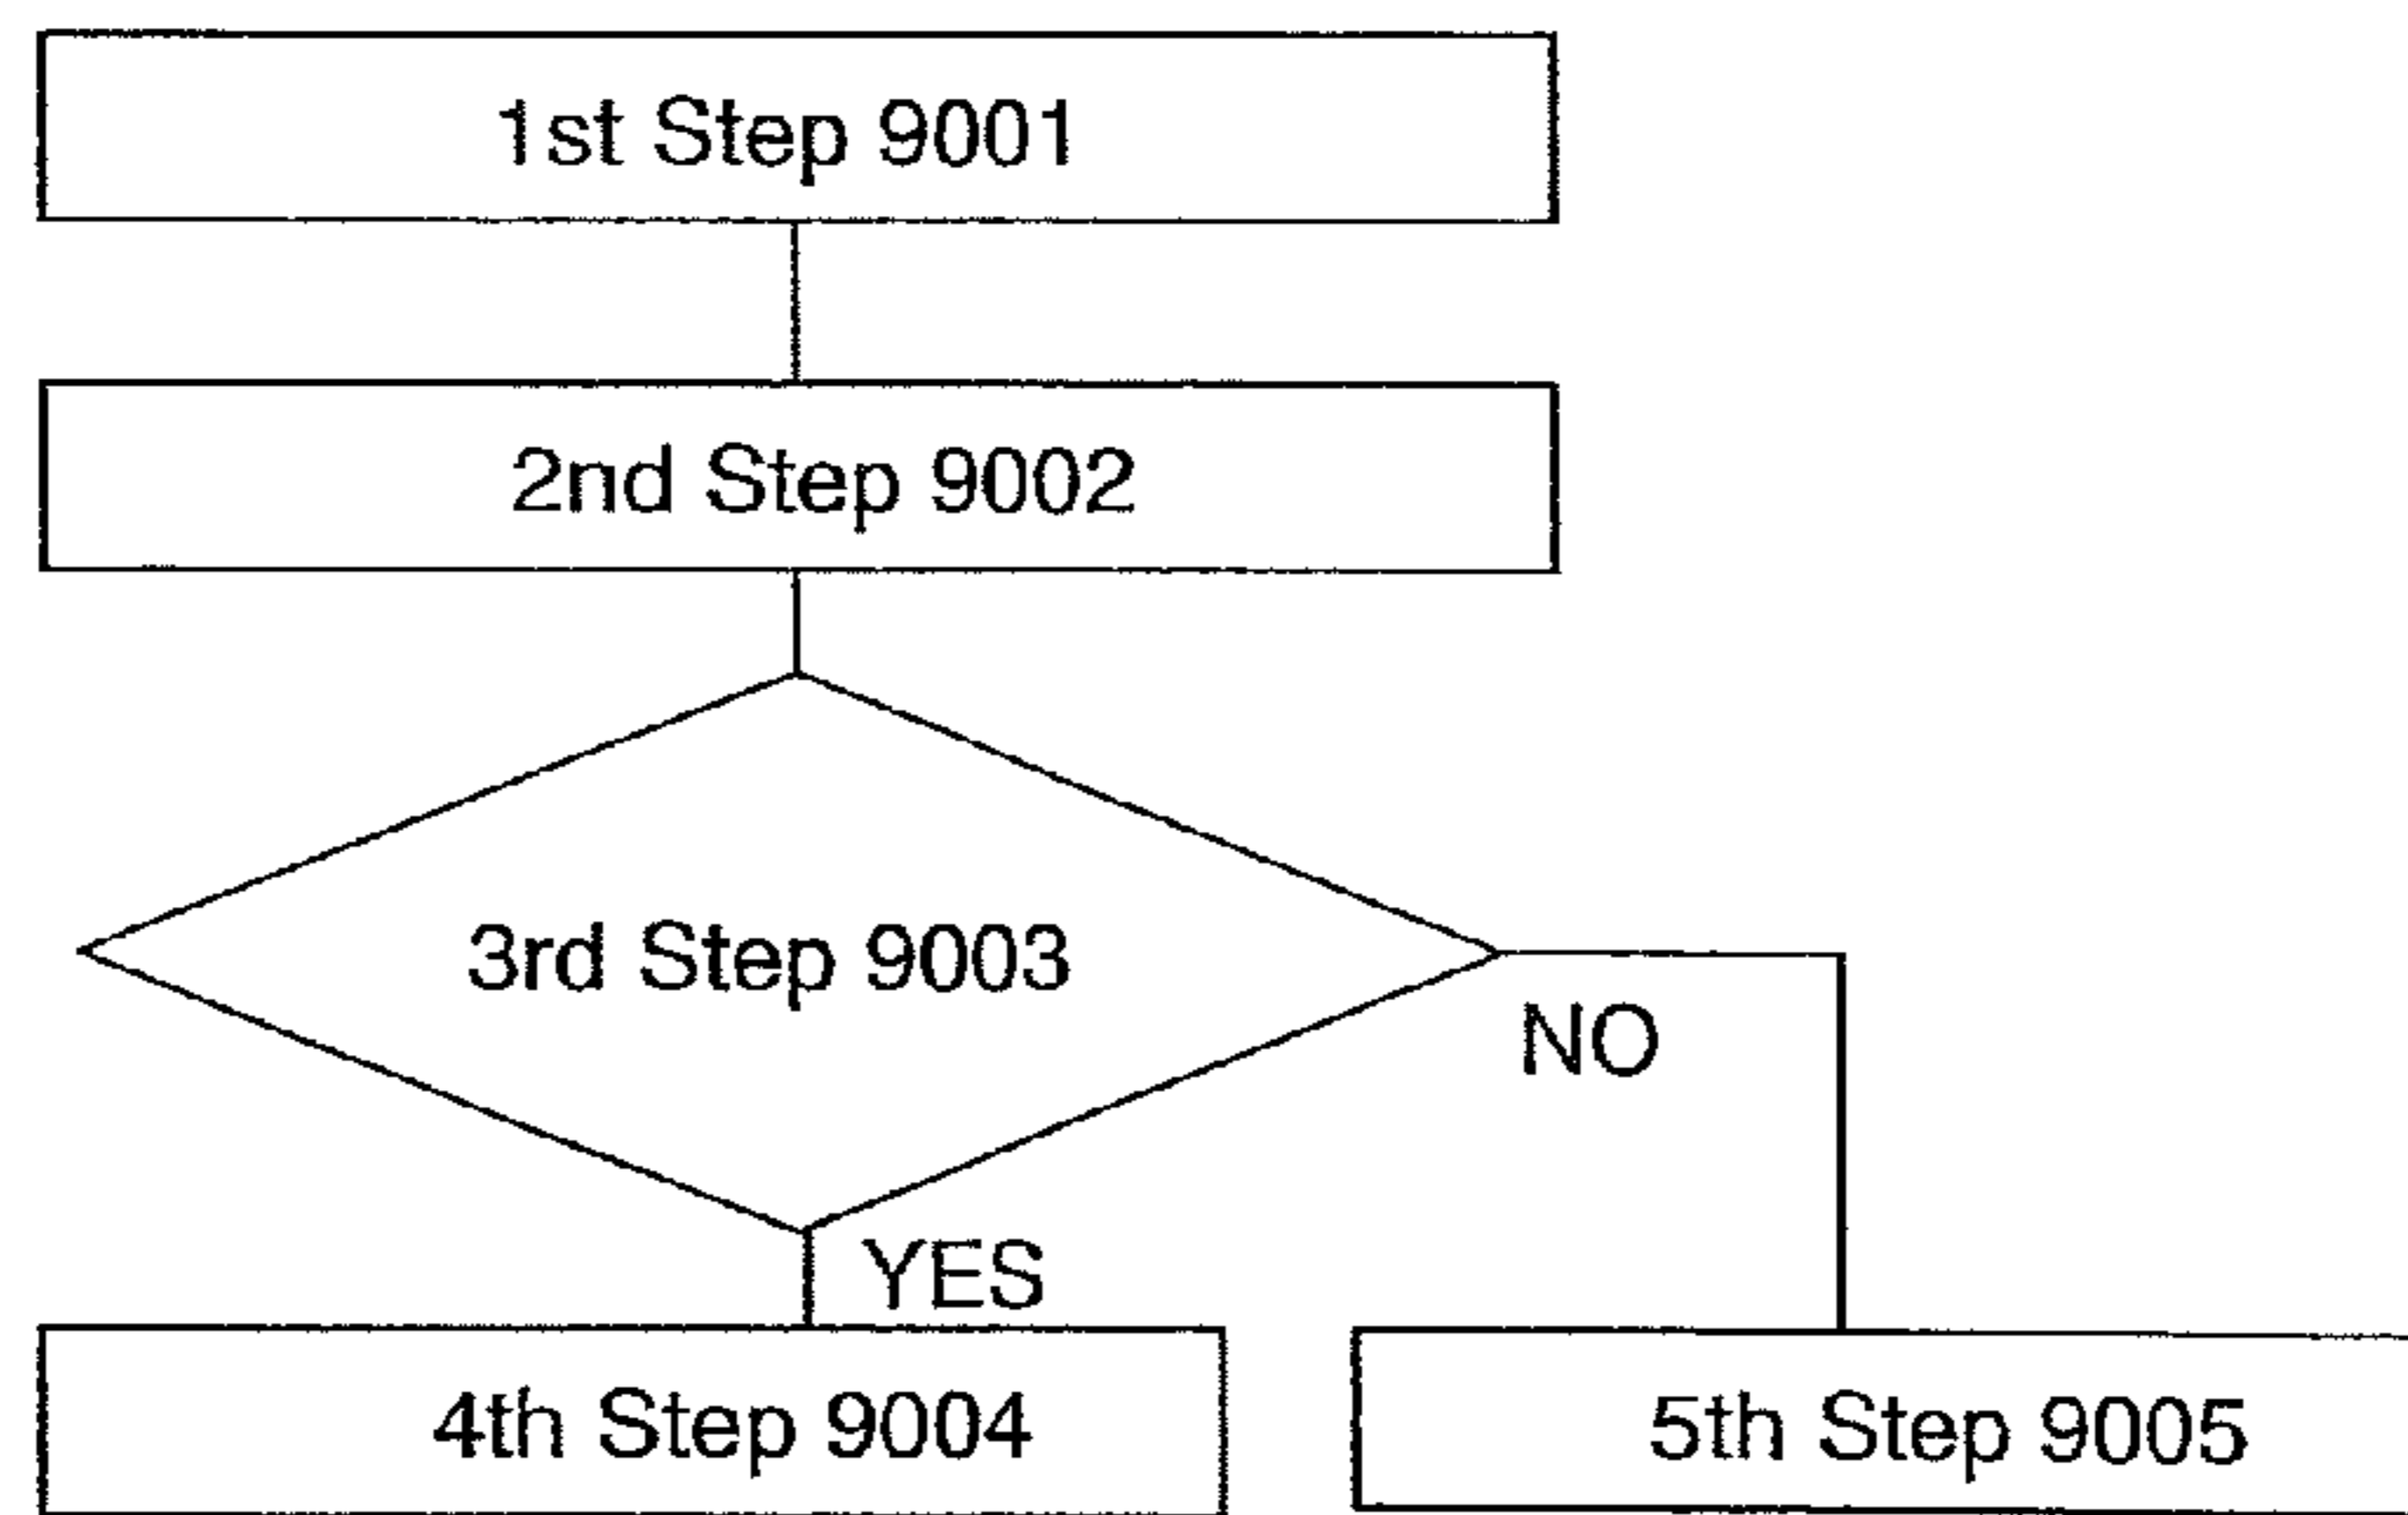 1st Step 9001
2nd Step 9002
3rd Step 9003
NO
YES
4th Step 9004
5th Step 9005